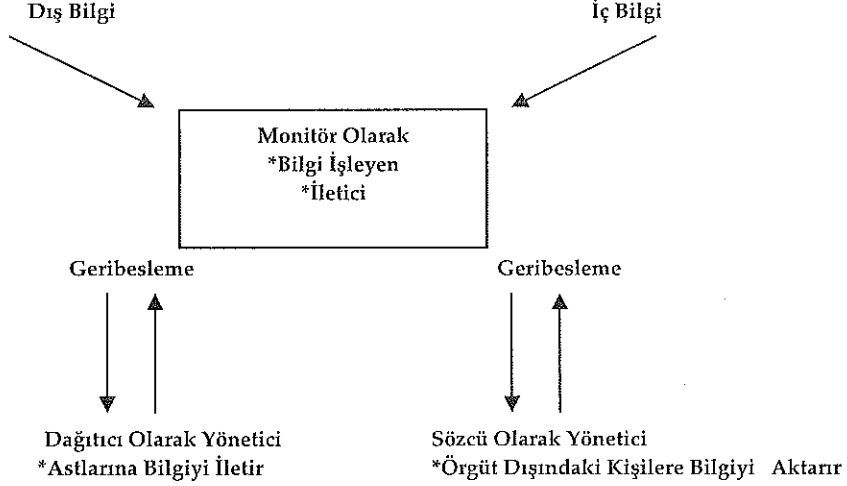 Dış Bilgi
İç Bilgi
Monitör Olarak
*Bilgi İşleyen
*İletici
Geribesleme
Geribesleme
Dağıtıcı Olarak Yönetici
*Astlarına Bilgiyi İletir
Sözcü Olarak Yönetici
*Örgüt Dışındaki Kişilere Bilgiyi Aktarır